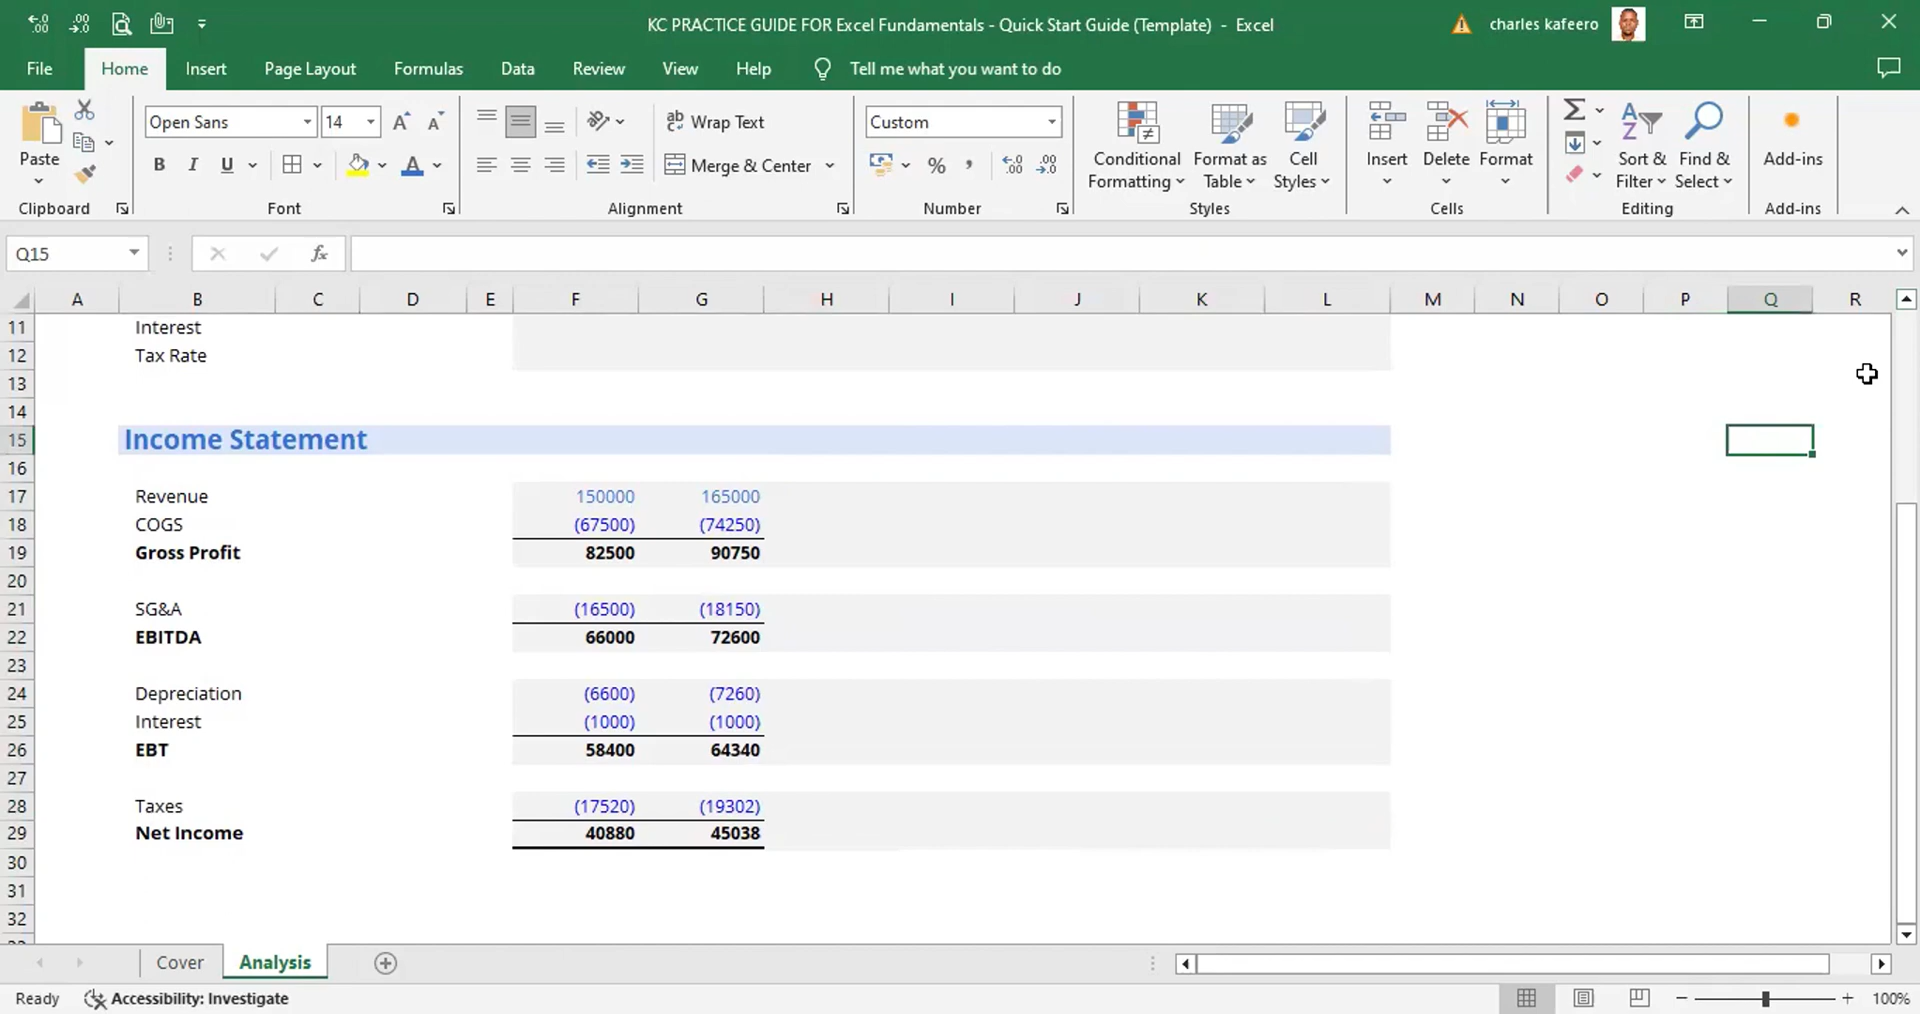 KC PRACTICE GUIDE FOR Excel Fundamentals - Quick Start Guide (Template) - Excel
charles kafeero
File Home Insert Page Layout Formulas Data Review View Help Tell me what you want to do
Paste
Clipboard
Open Sans 14
B I U
Font
Wrap Text
Merge & Center
Alignment
Custom
% ,
Number
Conditional Formatting
Format as Table
Cell Styles
Styles
Insert
Delete
Format
Cells
Sort & Filter
Find & Select
Editing
Add-ins
Add-ins
Q15 fx
A B C D E F G H I J K L M N O P Q R
11 Interest
12 Tax Rate
13
14
15 Income Statement
16
17 Revenue 150000 165000
18 COGS (67500) (74250)
19 Gross Profit 82500 90750
20
21 SG&A (16500) (18150)
22 EBITDA 66000 72600
23
24 Depreciation (6600) (7260)
25 Interest (1000) (1000)
26 EBT 58400 64340
27
28 Taxes (17520) (19302)
29 Net Income 40880 45038
30
31
32
Cover Analysis
Ready Accessibility: Investigate 100%